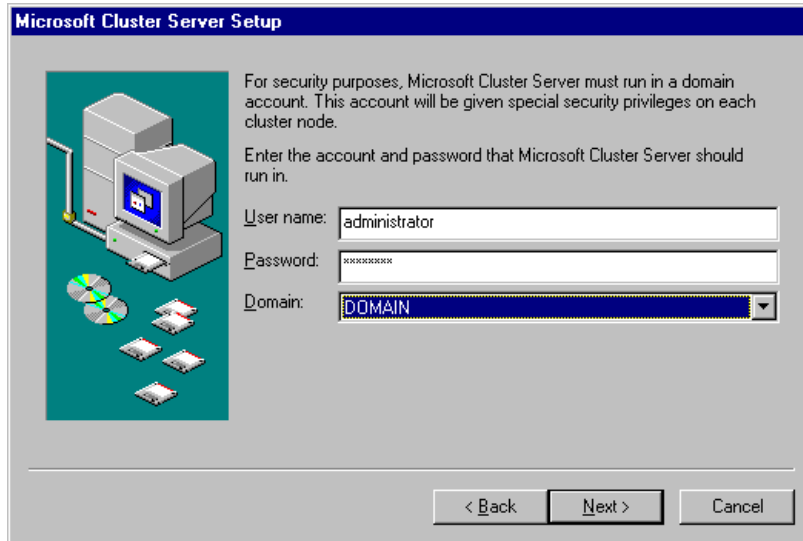 Microsoft Cluster Server Setup
For security purposes, Microsoft Cluster Server must run in a domain
account. This account will be given special security privileges on each
cluster node.
Enter the account and password that Microsoft Cluster Server should
run in.
User name: administrator
Password: ××××××××
Domain: DOMAIN
< Back Next > Cancel